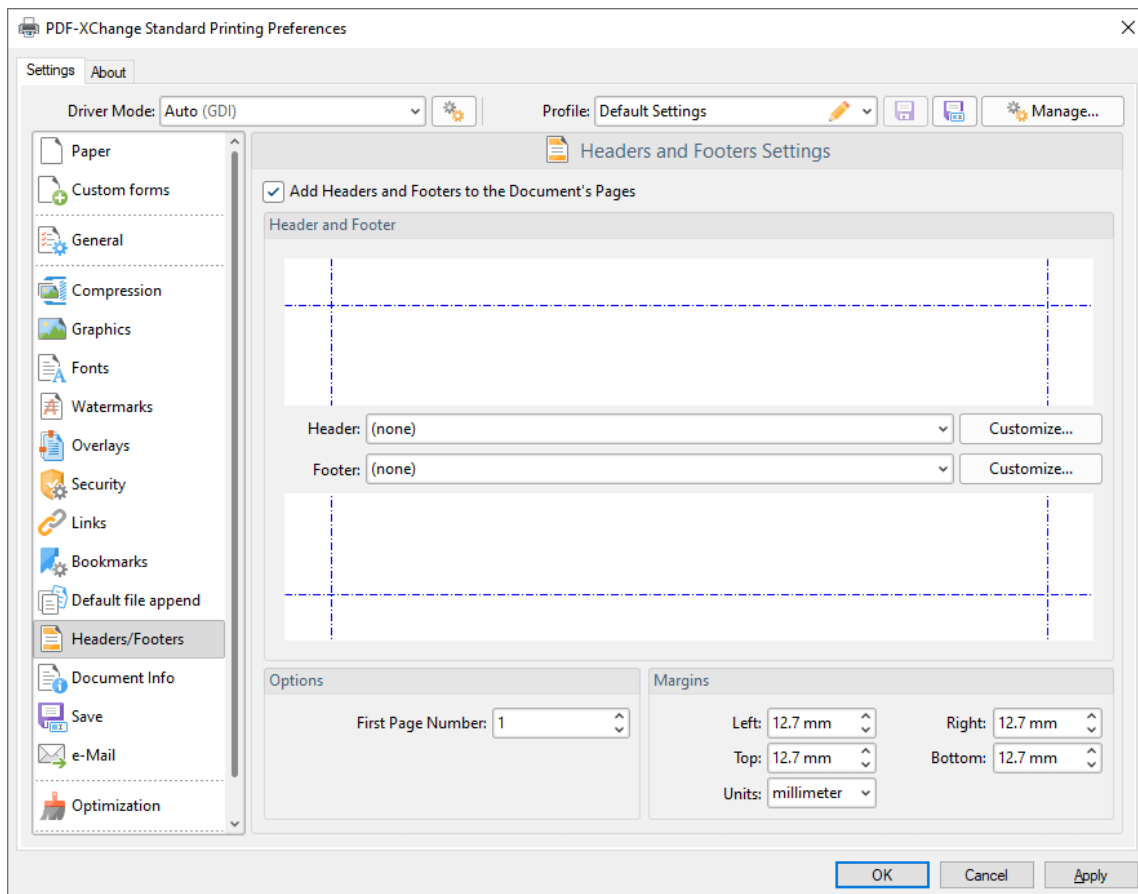 PDF-XChange Standard Printing Preferences
Settings About
Driver Mode: Auto (GDI) Profile: Default Settings Manage...
Paper
Custom forms
General
Compression
Graphics
Fonts
Watermarks
Overlays
Security
Links
Bookmarks
Default file append
Headers/Footers
Document Info
Save
e-Mail
Optimization
Headers and Footers Settings
Add Headers and Footers to the Document's Pages
Header and Footer
Header: (none) Customize...
Footer: (none) Customize...
Options
First Page Number: 1
Margins
Left: 12.7 mm Right: 12.7 mm
Top: 12.7 mm Bottom: 12.7 mm
Units: millimeter
OK Cancel Apply